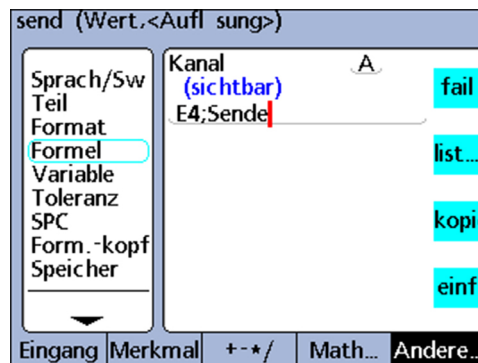 send (Wert,<Aufl sung>)
Sprach/Sw
Teil
Format
Formel
Variable
Toleranz
SPC
Form.-kopf
Speicher
Kanal A
(sichtbar)
E4;Sende
fail
list...
kopi
einf
Eingang Merkmal +-*/ Math... Andere...